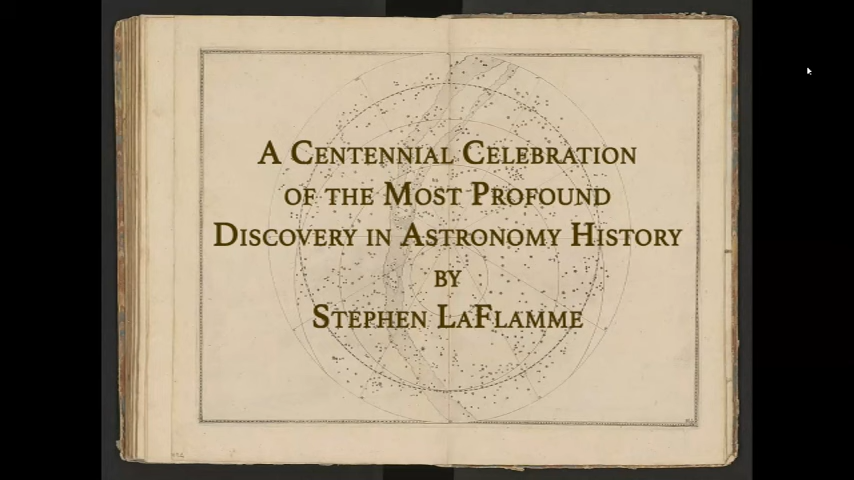 A Centennial Celebration
of the Most Profound
Discovery in Astronomy History
by
Stephen LaFlamme